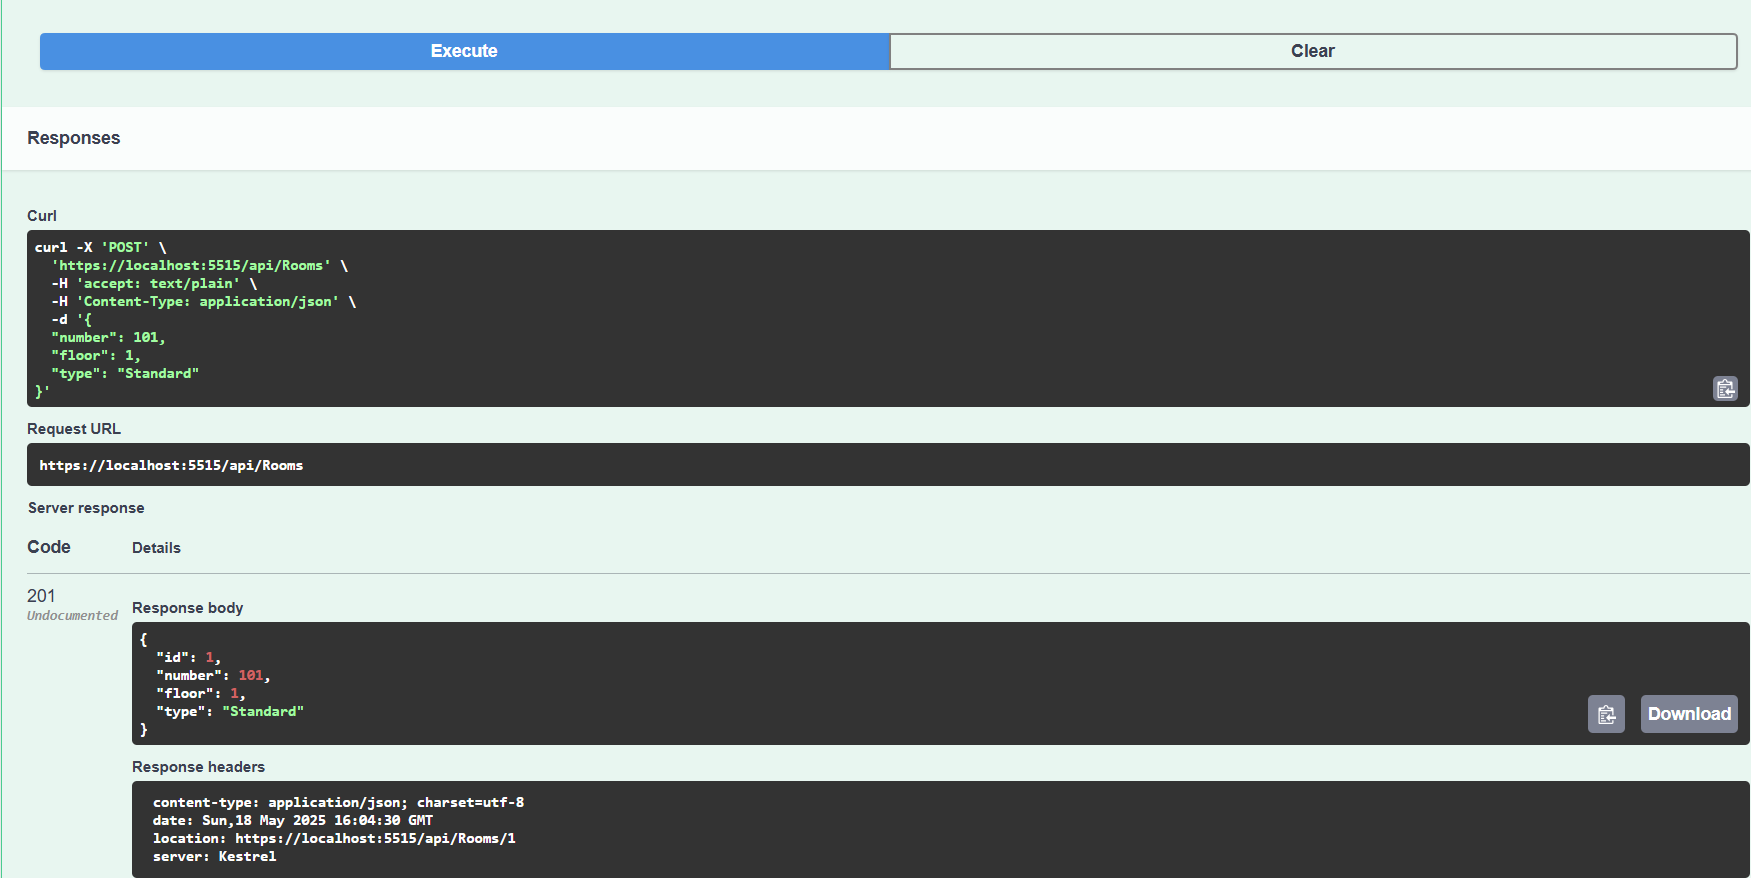 Execute
Clear
Responses
Curl
curl -X 'POST' \
  'https://localhost:5515/api/Rooms' \
  -H 'accept: text/plain' \
  -H 'Content-Type: application/json' \
  -d '{
  "number": 101,
  "floor": 1,
  "type": "Standard"
}'
Request URL
https://localhost:5515/api/Rooms
Server response
Code
Details
201
Undocumented
Response body
{
  "id": 1,
  "number": 101,
  "floor": 1,
  "type": "Standard"
}
Download
Response headers
content-type: application/json; charset=utf-8
date: Sun,18 May 2025 16:04:30 GMT
location: https://localhost:5515/api/Rooms/1
server: Kestrel